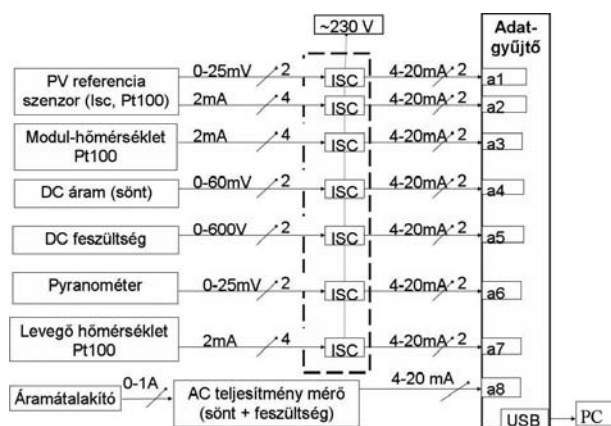 ~230 V
Adat-
gyűjtő
PV referencia
szenzor (Isc, Pt100)
0-25mV 2 ISC 4-20mA 2 a1
2mA 4 ISC 4-20mA 2 a2
Modul-hőmérséklet
Pt100
2mA 4 ISC 4-20mA 2 a3
DC áram (sönt) 0-60mV 2 ISC 4-20mA 2 a4
DC feszültség 0-600V 2 ISC 4-20mA 2 a5
Pyranométer 0-25mV 2 ISC 4-20mA 2 a6
Levegő hőmérséklet
Pt100
2mA 4 ISC 4-20mA 2 a7
Áramátalakító 0-1A
AC teljesítmény mérő
(sönt + feszültség)
4-20 mA a8
USB PC